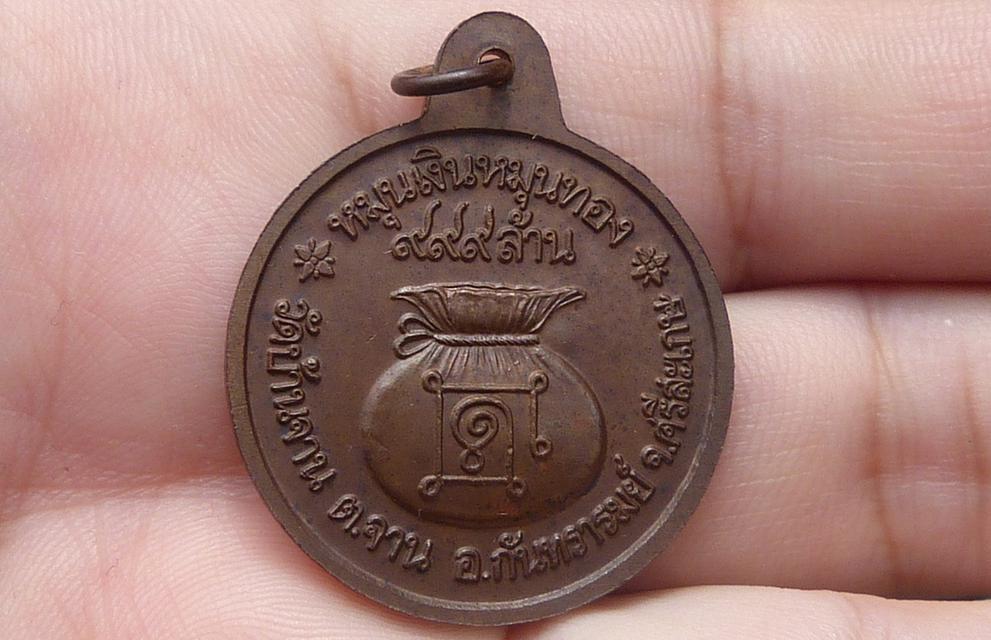 หมุนเงินหมุนทอง
๙๙๙ ล้าน
วัดบ้านจาน ต.จาน อ.กันทรารมย์ จ.ศรีสะเกษ